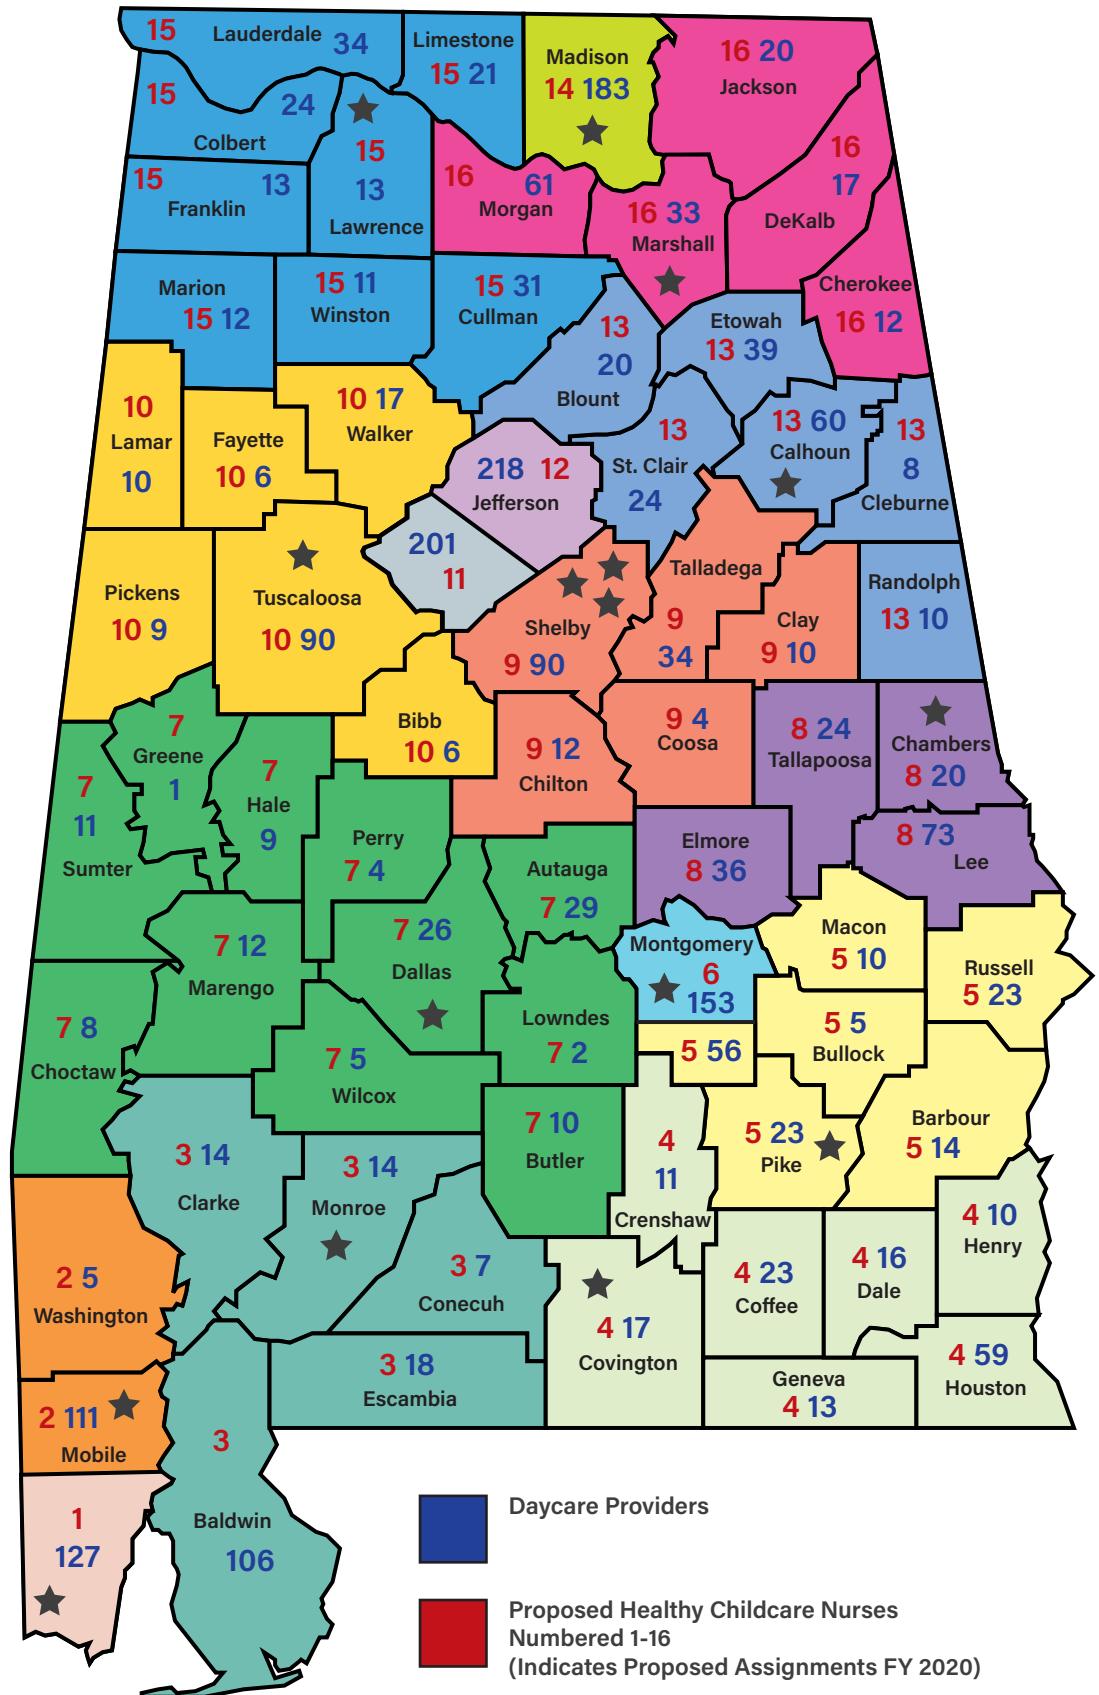 15 Lauderdale 34
Limestone
15 21
Madison
14 183
16 20
Jackson
15 24
Colbert
15
13
Lawrence
15 13
Franklin
16 61
Morgan
16 33
Marshall
16
17
DeKalb
Cherokee
16 12
Marion
15 12
15 11
Winston
15 31
Cullman
13
20
Blount
Etowah
13 39
10
Lamar
10
Fayette
10 6
10 17
Walker
218 12
Jefferson
13
St. Clair
24
13 60
Calhoun
13
8
Cleburne
201
11
Pickens
10 9
Tuscaloosa
10 90
Shelby
9 90
Talladega
9
34
Clay
9 10
Randolph
13 10
Bibb
10 6
9 12
Chilton
9 4
Coosa
8 24
Tallapoosa
Chambers
8 20
7
Greene
1
7
11
Sumter
7
Hale
9
Perry
7 4
Autauga
7 29
Elmore
8 36
8 73
Lee
7 12
Marengo
7 26
Dallas
Montgomery
6
153
Macon
5 10
Russell
5 23
7 8
Choctaw
7 5
Wilcox
Lowndes
7 2
5 56
5 5
Bullock
3 14
Clarke
3 14
Monroe
7 10
Butler
4
11
Crenshaw
5 23
Pike
Barbour
5 14
2 5
Washington
3 7
Conecuh
4 17
Covington
4 23
Coffee
4 16
Dale
4 10
Henry
3 18
Escambia
Geneva
4 13
4 59
Houston
2 111
Mobile
3
Baldwin
106
1
127
Daycare Providers
Proposed Healthy Childcare Nurses
Numbered 1-16
(Indicates Proposed Assignments FY 2020)